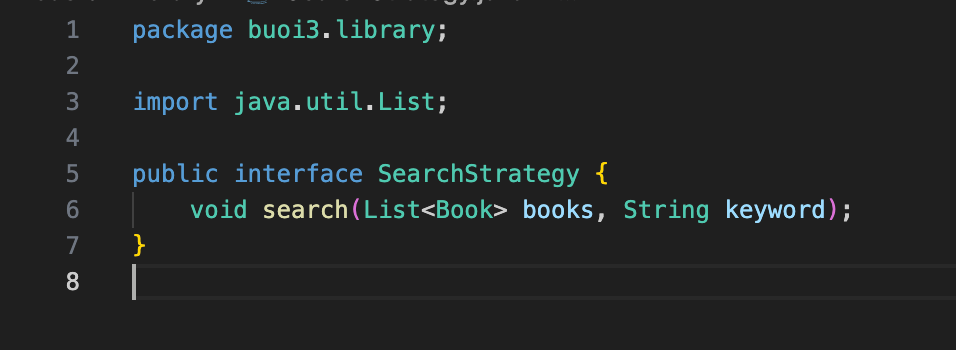 1 package buoi3.library;
2
3 import java.util.List;
4
5 public interface SearchStrategy {
6     void search(List<Book> books, String keyword);
7 }
8